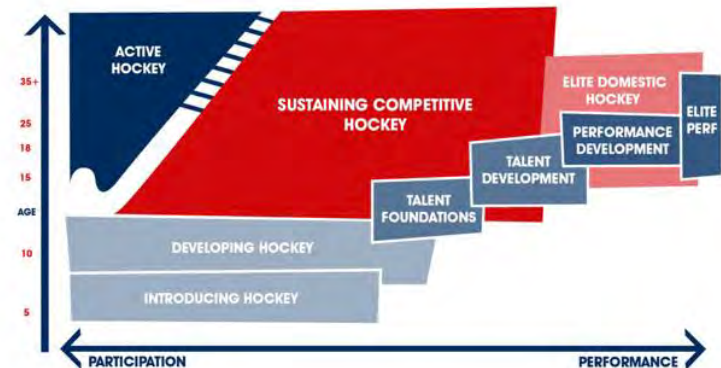 ACTIVE
HOCKEY
35+
ELITE DOMESTIC
HOCKEY
SUSTAINING COMPETITIVE
HOCKEY
ELITE
PERF
25
PERFORMANCE
DEVELOPMENT
18
TALENT
DEVELOPMENT
15
TALENT
FOUNDATIONS
AGE
DEVELOPING HOCKEY
10
INTRODUCING HOCKEY
5
PARTICIPATION
PERFORMANCE